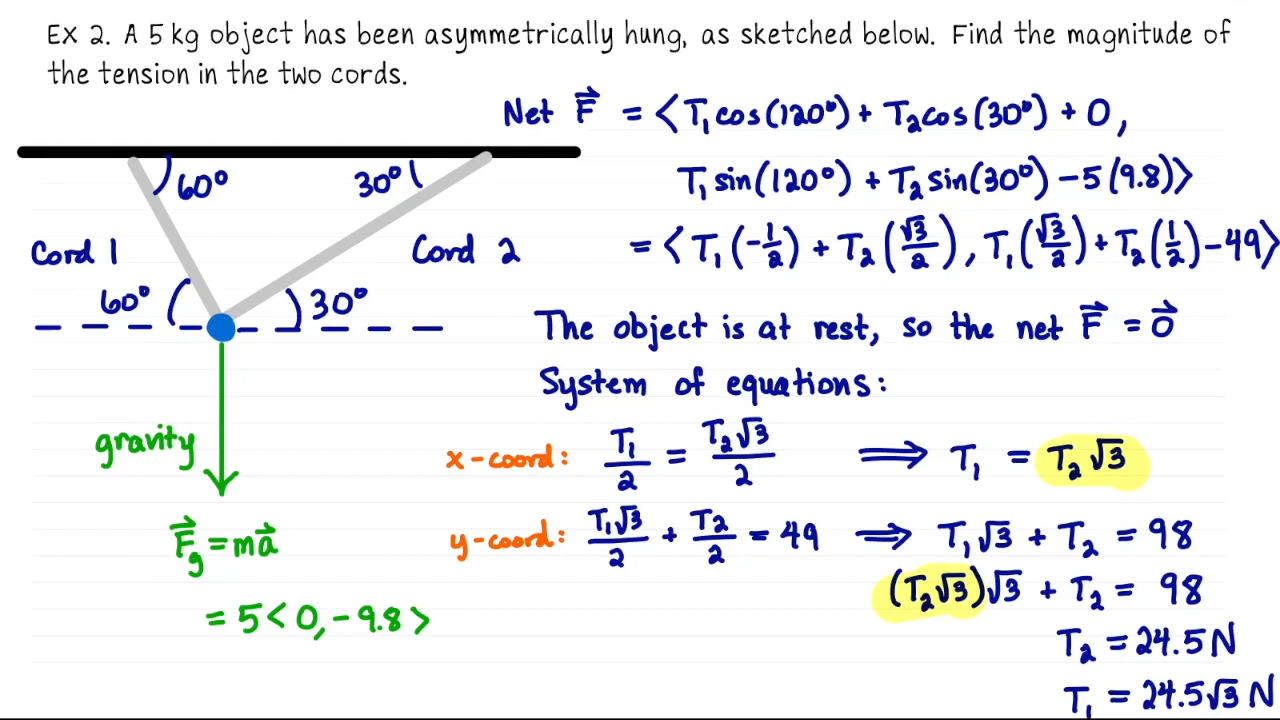 Ex 2. A 5 kg object has been asymmetrically hung, as sketched below. Find the magnitude of
the tension in the two cords.
60°
30°
Cord 1
Cord 2
60°
30°
gravity
F⃗g = ma⃗
= 5<0, -9.8>
Net F⃗ = <T₁cos(120°) + T₂cos(30°) + 0,
T₁sin(120°) + T₂sin(30°) - 5(9.8)>
= <T₁(-1/2) + T₂(√3/2), T₁(√3/2) + T₂(1/2) - 49>
The object is at rest, so the net F⃗ = 0⃗
System of equations:
x-coord: T₁/2 = T₂√3/2 ⟹ T₁ = T₂√3
y-coord: T₁√3/2 + T₂/2 = 49 ⟹ T₁√3 + T₂ = 98
(T₂√3)√3 + T₂ = 98
T₂ = 24.5 N
T₁ = 24.5√3 N